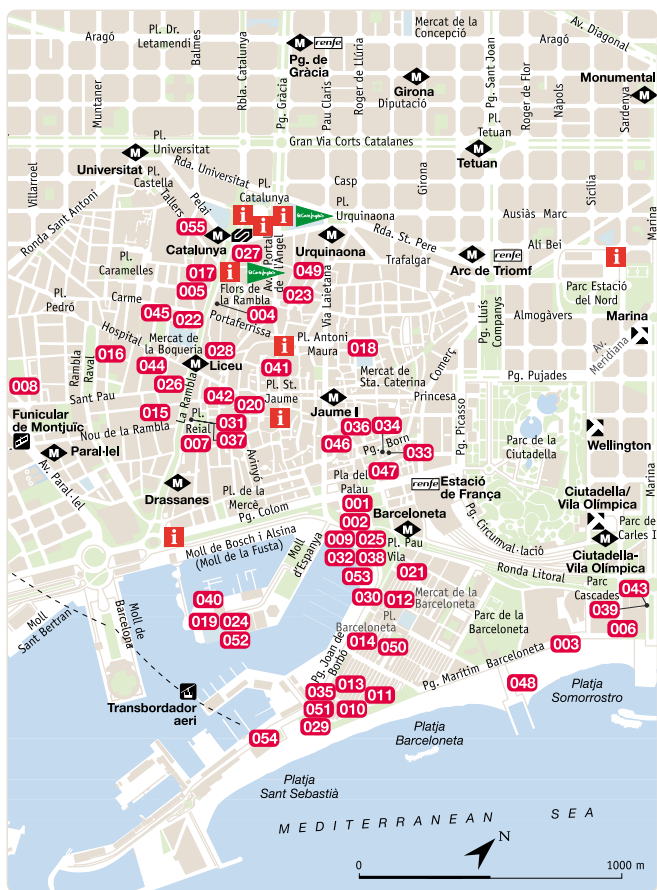 Pl. Dr.
Letamendi
Aragó
Balmes
Rbla. Catalunya
Pg. Gràcia
M
renfe
Pg. de
Gràcia
Pau Claris
Roger de Llúria
Mercat de la
Concepció
M
Girona
Diputació
Pg. Sant Joan
Roger de Flor
Aragó
Nàpols
Av. Diagonal
Monumental
M
Sardenya
Muntaner
Villarroel
Pl.
Universitat
Gran Via Corts Catalanes
Pl.
Tetuan
M
Tetuan
M
Universitat
Rda. Universitat
Pl.
Castella
Tallers
Pelai
Pl.
Catalunya
Casp
Girona
Sicília
Ronda Sant Antoni
055
i
i
i
El Corte Inglés
Pl.
Urquinaona
Ausiàs Marc
M
Catalunya
027
M
Urquinaona
Rda. St. Pere
Trafalgar
Alí Bei
i
M
renfe
Arc de Triomf
Pl.
Caramelles
017
i
El Corte Inglés
Av. Portal
de l'Àngel
049
005
Flors de
la Rambla
023
Via Laietana
Parc Estació
del Nord
Pl.
Pedró
Carme
045
022
004
Portaferrissa
Pg. Lluís
Companys
Almogàvers
Marina
Hospital
Mercat de
la Boqueria
028
i
Pl. Antoni
Maura
018
Comerç
Av.
Meridiana
016
044
M
Liceu
041
Mercat de
Sta. Caterina
Pg. Pujades
008
Rambla
Raval
Sant Pau
026
La Rambla
042
020
Pl. St.
Jaume
M
Jaume I
Princesa
015
Pl.
Reial
031
i
036
034
Pg. Picasso
Funicular
de Montjuïc
Nou de la Rambla
007
037
046
Pg.
Born
033
Parc de la
Ciutadella
Wellington
M
Paral·lel
Avinyó
047
Av. Paral·lel
M
Drassanes
Pl. de la
Mercè
Pla del
Palau
renfe
Estació
de França
Marina
001
Ciutadella/
Vila Olímpica
Pg. Colom
002
Barceloneta
M
Pg. Circumval·lació
Parc de
Carles I
M
i
Moll de Bosch i Alsina
(Moll de la Fusta)
Moll
d'Espanya
009
025
Pl. Pau
Vila
Ciutadella-
Vila Olímpica
032
038
Ronda Litoral
053
021
Parc
Cascades
043
Moll
Sant Bertran
Moll de
Barcelona
040
030
012
Mercat de la
Barceloneta
039
019
024
Parc de la
Barceloneta
006
052
Pl.
Barceloneta
014
050
003
Pg. Joan de
Borbó
Pg. Marítim Barceloneta
013
048
Transbordador
aeri
035
011
Platja
Somorrostro
051
010
029
054
Platja
Barceloneta
Platja
Sant Sebastià
MEDITERRANEAN SEA
N
0
1000 m